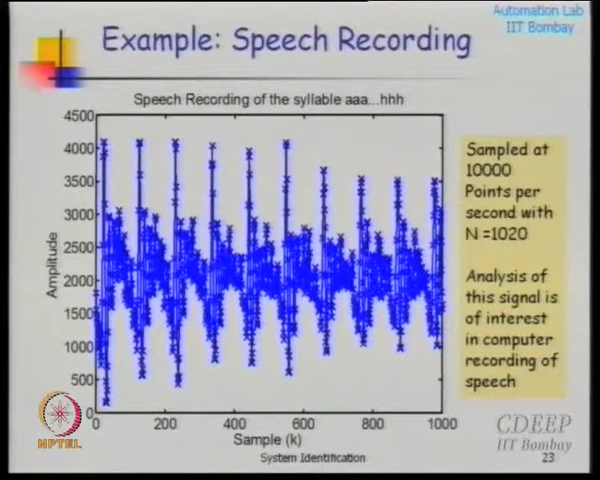 Automation Lab
IIT Bombay
Example: Speech Recording
Speech Recording of the syllable aaa...hhh
4500
4000
3500
3000
2500
2000
1500
1000
500
0
Amplitude
0
200
400
600
800
1000
Sample (k)
Sampled at
10000
Points per
second with
N =1020
Analysis of
this signal is
of interest
in computer
recording of
speech
NPTEL
System Identification
CDEEP
IIT Bombay
23